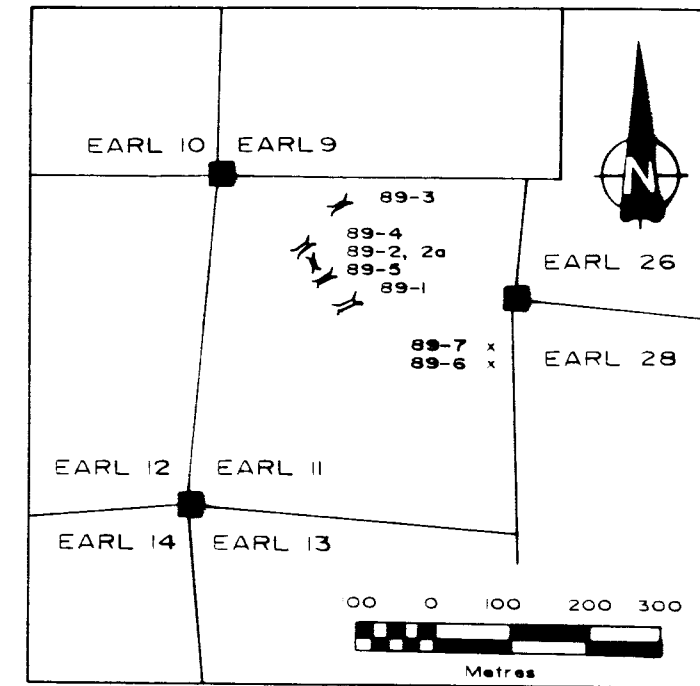 EARL 10 EARL 9
N
89-3
89-4
89-2, 2a
89-5
89-1
EARL 26
89-7 x
89-6 x
EARL 28
EARL 12 EARL 11
EARL 14 EARL 13
00 0 100 200 300
Metres